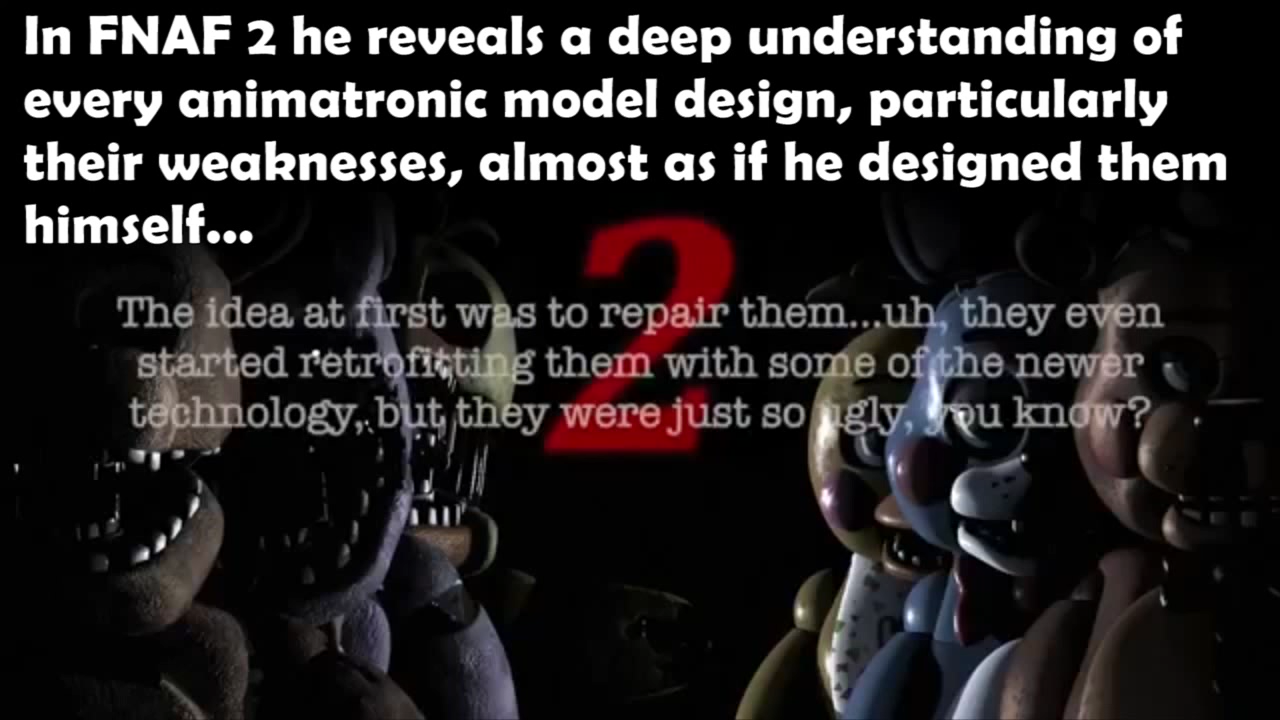 In FNAF 2 he reveals a deep understanding of
every animatronic model design, particularly
their weaknesses, almost as if he designed them
himself...
2
The idea at first was to repair them...uh, they even
started retrofitting them with some of the newer
technology, but they were just so ugly, you know?